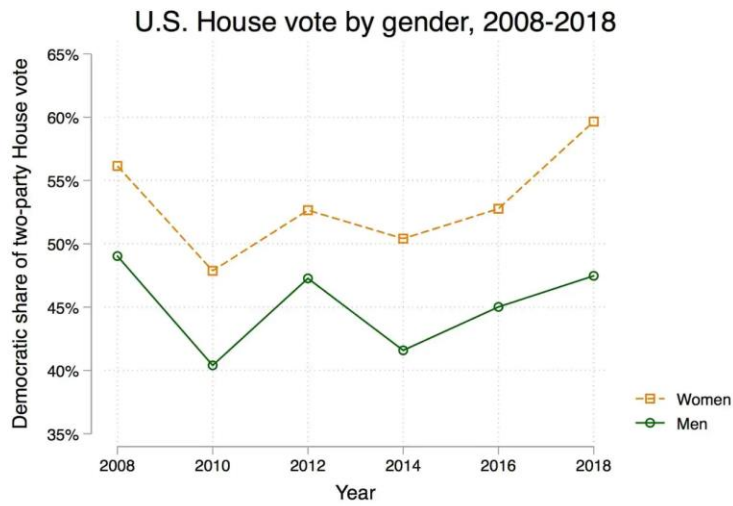 U.S. House vote by gender, 2008-2018
Democratic share of two-party House vote
65%
60%
55%
50%
45%
40%
35%
2008 2010 2012 2014 2016 2018
Year
Women
Men